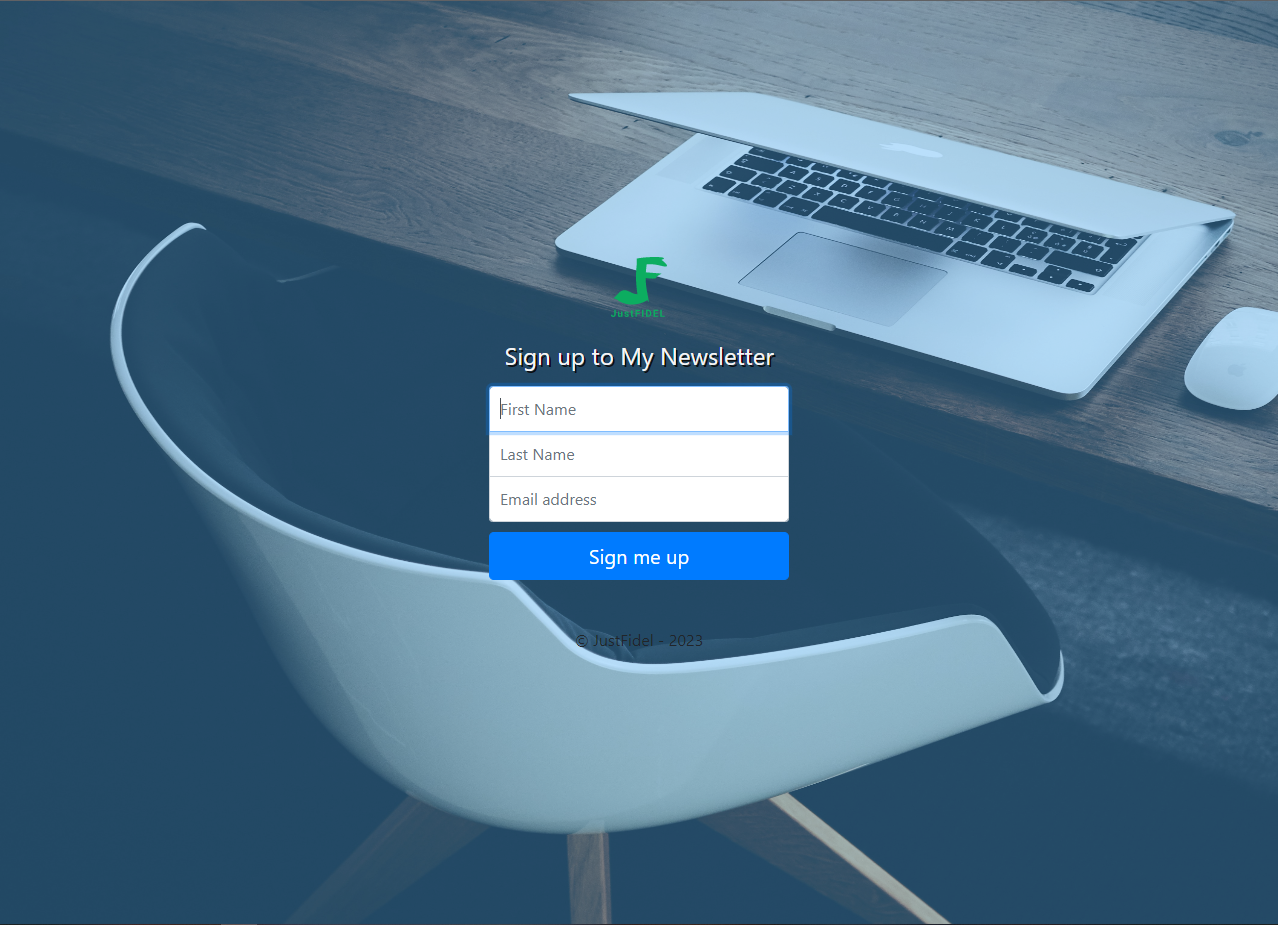 JustFIDEL
Sign up to My Newsletter
First Name
Last Name
Email address
Sign me up
© JustFidel - 2023